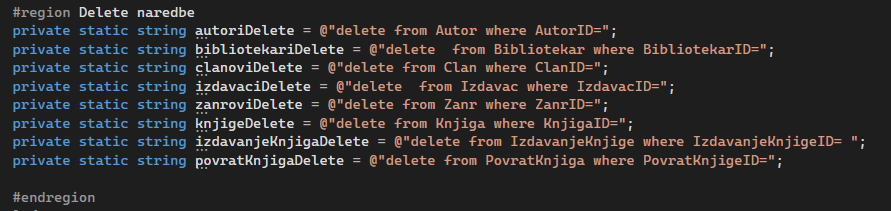 #region Delete naredbe
private static string autoriDelete = @"delete from Autor where AutorID=";
private static string bibliotekariDelete = @"delete  from Bibliotekar where BibliotekarID=";
private static string clanoviDelete = @"delete from Clan where ClanID=";
private static string izdavaciDelete = @"delete  from Izdavac where IzdavacID=";
private static string zanroviDelete = @"delete from Zanr where ZanrID=";
private static string knjigeDelete = @"delete from Knjiga where KnjigaID=";
private static string izdavanjeKnjigaDelete = @"delete from IzdavanjeKnjige where IzdavanjeKnjigeID= ";
private static string povratKnjigaDelete = @"delete from PovratKnjiga where PovratKnjigeID=";
#endregion